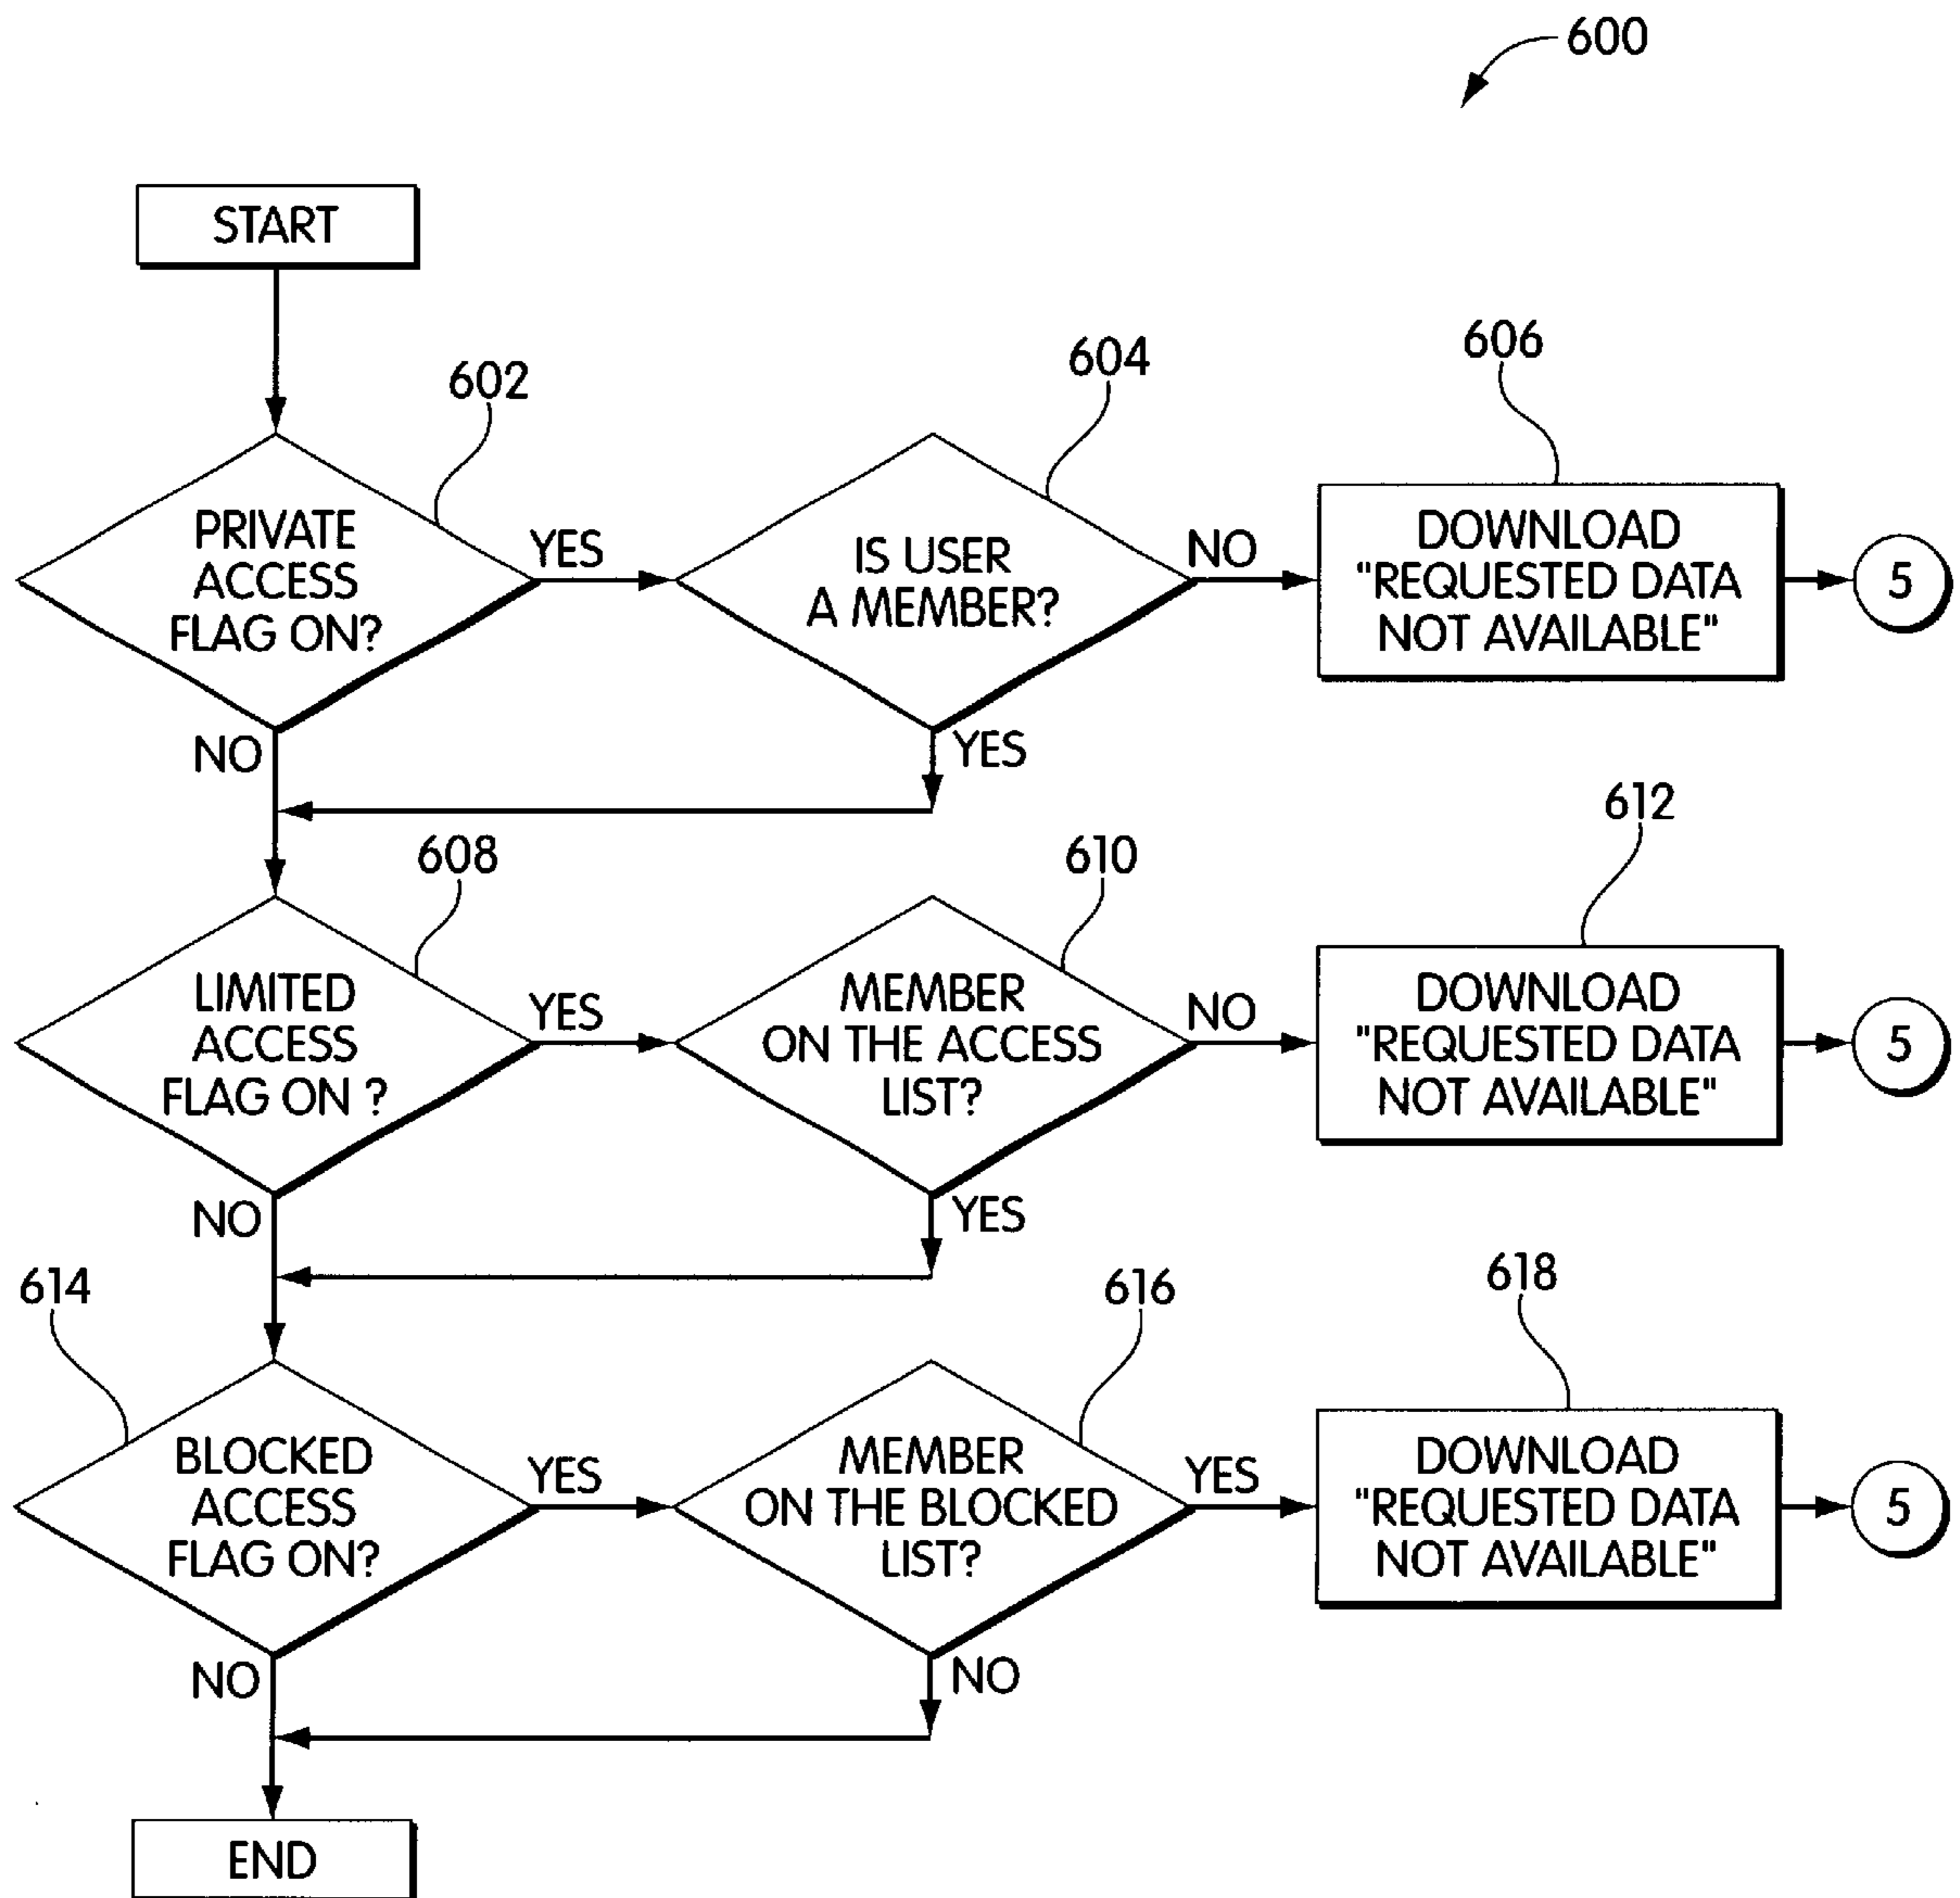 600
START
602
604
606
PRIVATE
ACCESS
FLAG ON?
YES
IS USER
A MEMBER?
NO
DOWNLOAD
"REQUESTED DATA
NOT AVAILABLE"
5
NO
YES
608
610
612
LIMITED
ACCESS
FLAG ON ?
YES
MEMBER
ON THE ACCESS
LIST?
NO
DOWNLOAD
"REQUESTED DATA
NOT AVAILABLE"
5
NO
YES
614
616
618
BLOCKED
ACCESS
FLAG ON?
YES
MEMBER
ON THE BLOCKED
LIST?
YES
DOWNLOAD
"REQUESTED DATA
NOT AVAILABLE"
5
NO
NO
END